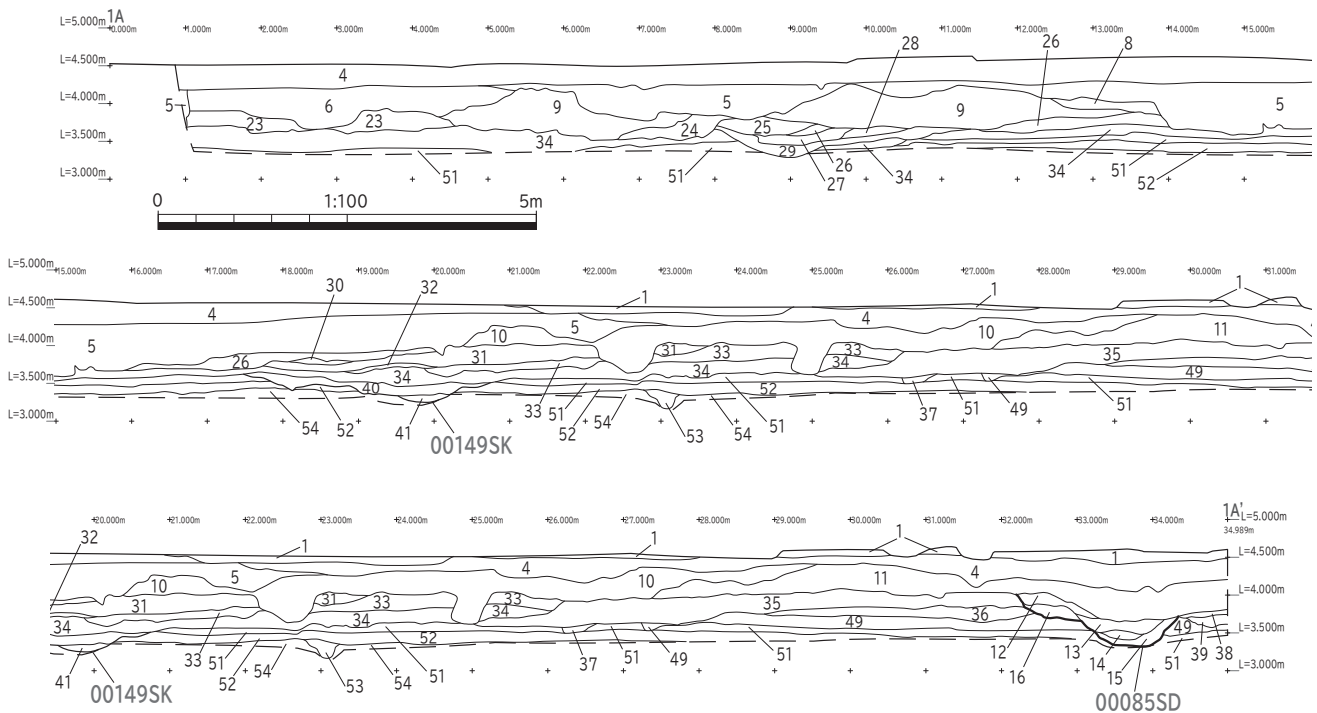 1A
L=5.000m 0.000m 1.000m 2.000m 3.000m 4.000m 5.000m 6.000m 7.000m 8.000m 9.000m 10.000m 11.000m 12.000m 13.000m 14.000m 15.000m
28 26 8
L=4.500m
4
L=4.000m 5 6 9 5 9 5
23 23 24 25
L=3.500m 34 29 26
51 51 27 34 34 51 52
L=3.000m
0 1:100 5m
L=5.000m 15.000m 16.000m 17.000m 18.000m 19.000m 20.000m 21.000m 22.000m 23.000m 24.000m 25.000m 26.000m 27.000m 28.000m 29.000m 30.000m 31.000m
30 32 1 1 1
L=4.500m 4 5 4
10 10 11
L=4.000m 5 31 31 33 33 35
26 34 34 34 49
L=3.500m 40 52
33 51 37 51 49 51
L=3.000m 54 52 41 52 54 53 54 51
00149SK
1A'
20.000m 21.000m 22.000m 23.000m 24.000m 25.000m 26.000m 27.000m 28.000m 29.000m 30.000m 31.000m 32.000m 33.000m 34.000m L=5.000m
34.989m
32 1 1 1 1
L=4.500m
10 5 4 10 11 4
L=4.000m
31 31 33 33 35 36
34 34 34 49 49
L=3.500m
52
33 51 37 51 49 51 12 13 14 51 39 38
L=3.000m
41 52 54 53 54 51 16 15
00149SK 00085SD